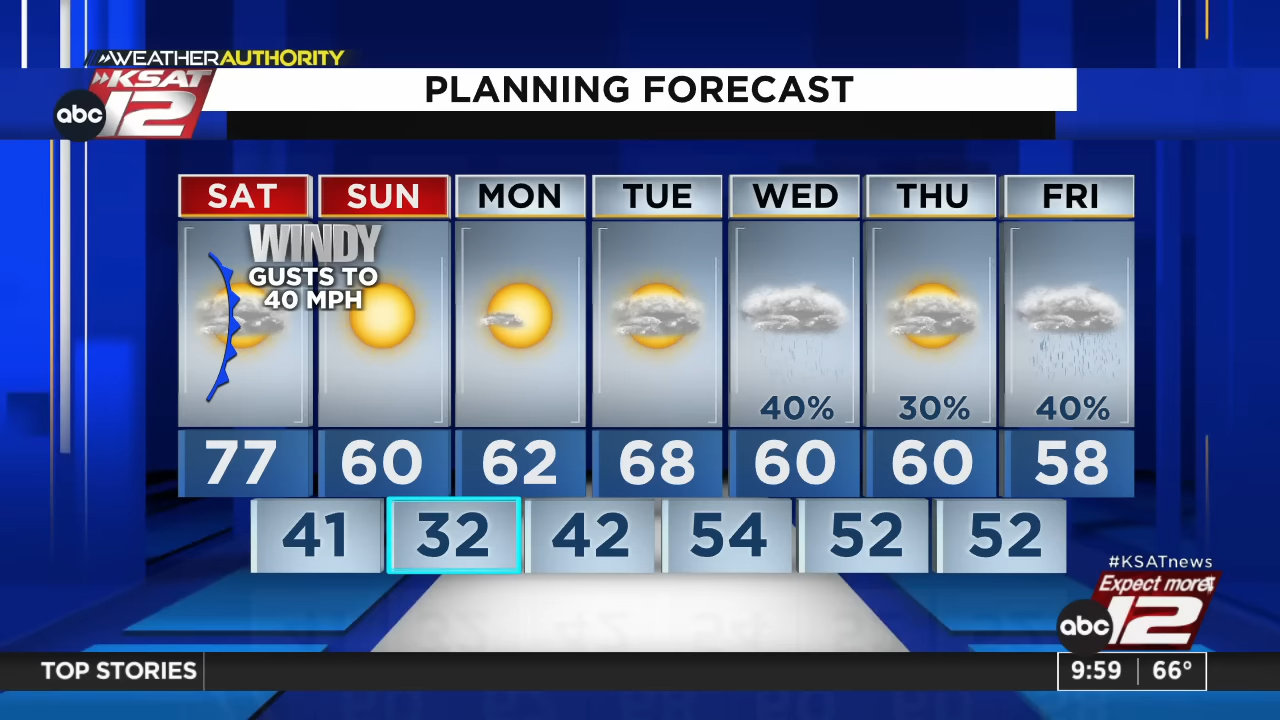 WEATHERAUTHORITY
KSAT
abc 12
PLANNING FORECAST
SAT SUN MON TUE WED THU FRI
WINDY
GUSTS TO
40 MPH
40% 30% 40%
77 60 62 68 60 60 58
41 32 42 54 52 52
#KSATnews
Expect more
abc 12
TOP STORIES
9:59 66°